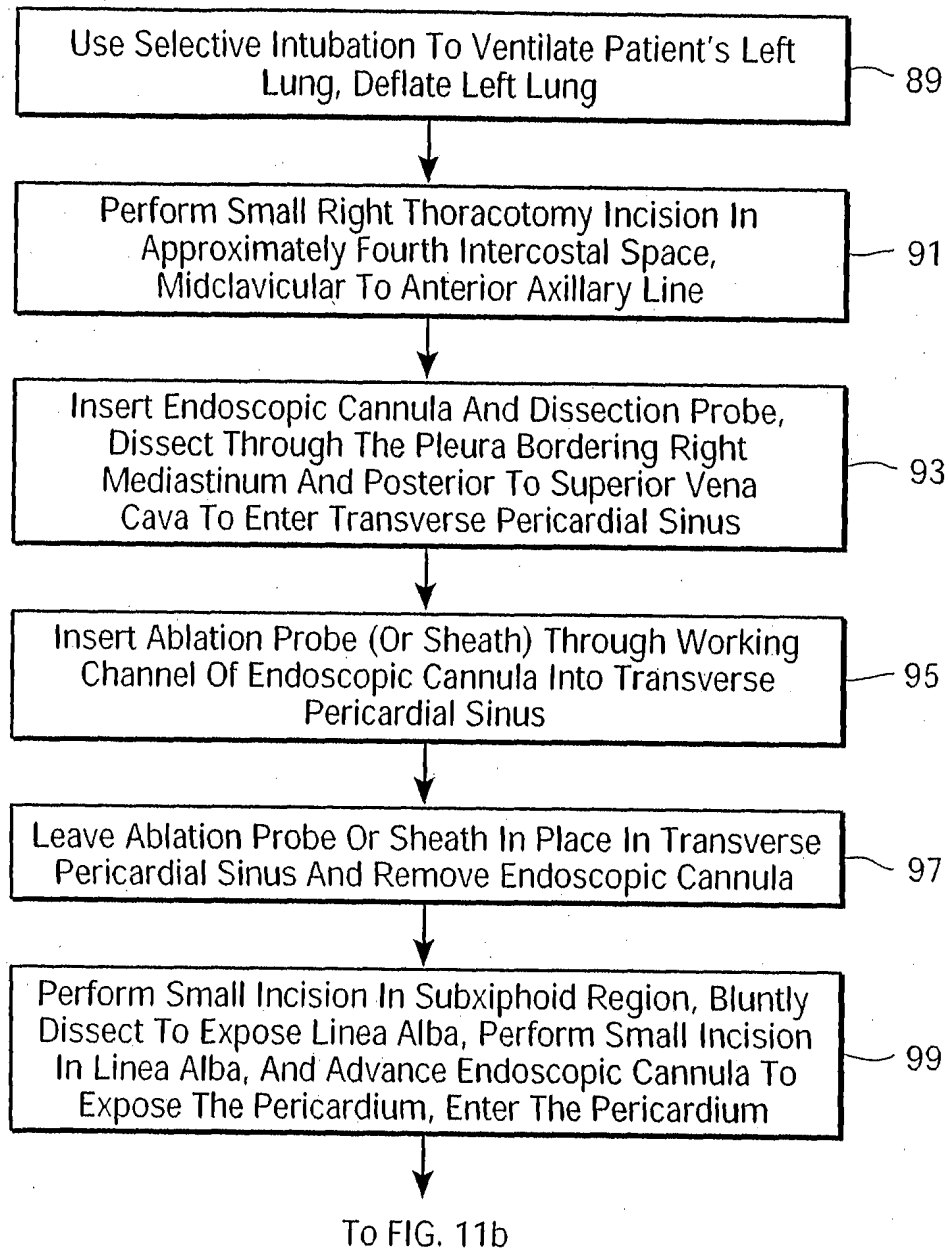 Use Selective Intubation To Ventilate Patient's Left
Lung, Deflate Left Lung
89
Perform Small Right Thoracotomy Incision In
Approximately Fourth Intercostal Space,
Midclavicular To Anterior Axillary Line
91
Insert Endoscopic Cannula And Dissection Probe,
Dissect Through The Pleura Bordering Right
Mediastinum And Posterior To Superior Vena
Cava To Enter Transverse Pericardial Sinus
93
Insert Ablation Probe (Or Sheath) Through Working
Channel Of Endoscopic Cannula Into Transverse
Pericardial Sinus
95
Leave Ablation Probe Or Sheath In Place In Transverse
Pericardial Sinus And Remove Endoscopic Cannula
97
Perform Small Incision In Subxiphoid Region, Bluntly
Dissect To Expose Linea Alba, Perform Small Incision
In Linea Alba, And Advance Endoscopic Cannula To
Expose The Pericardium, Enter The Pericardium
99
To FIG. 11b